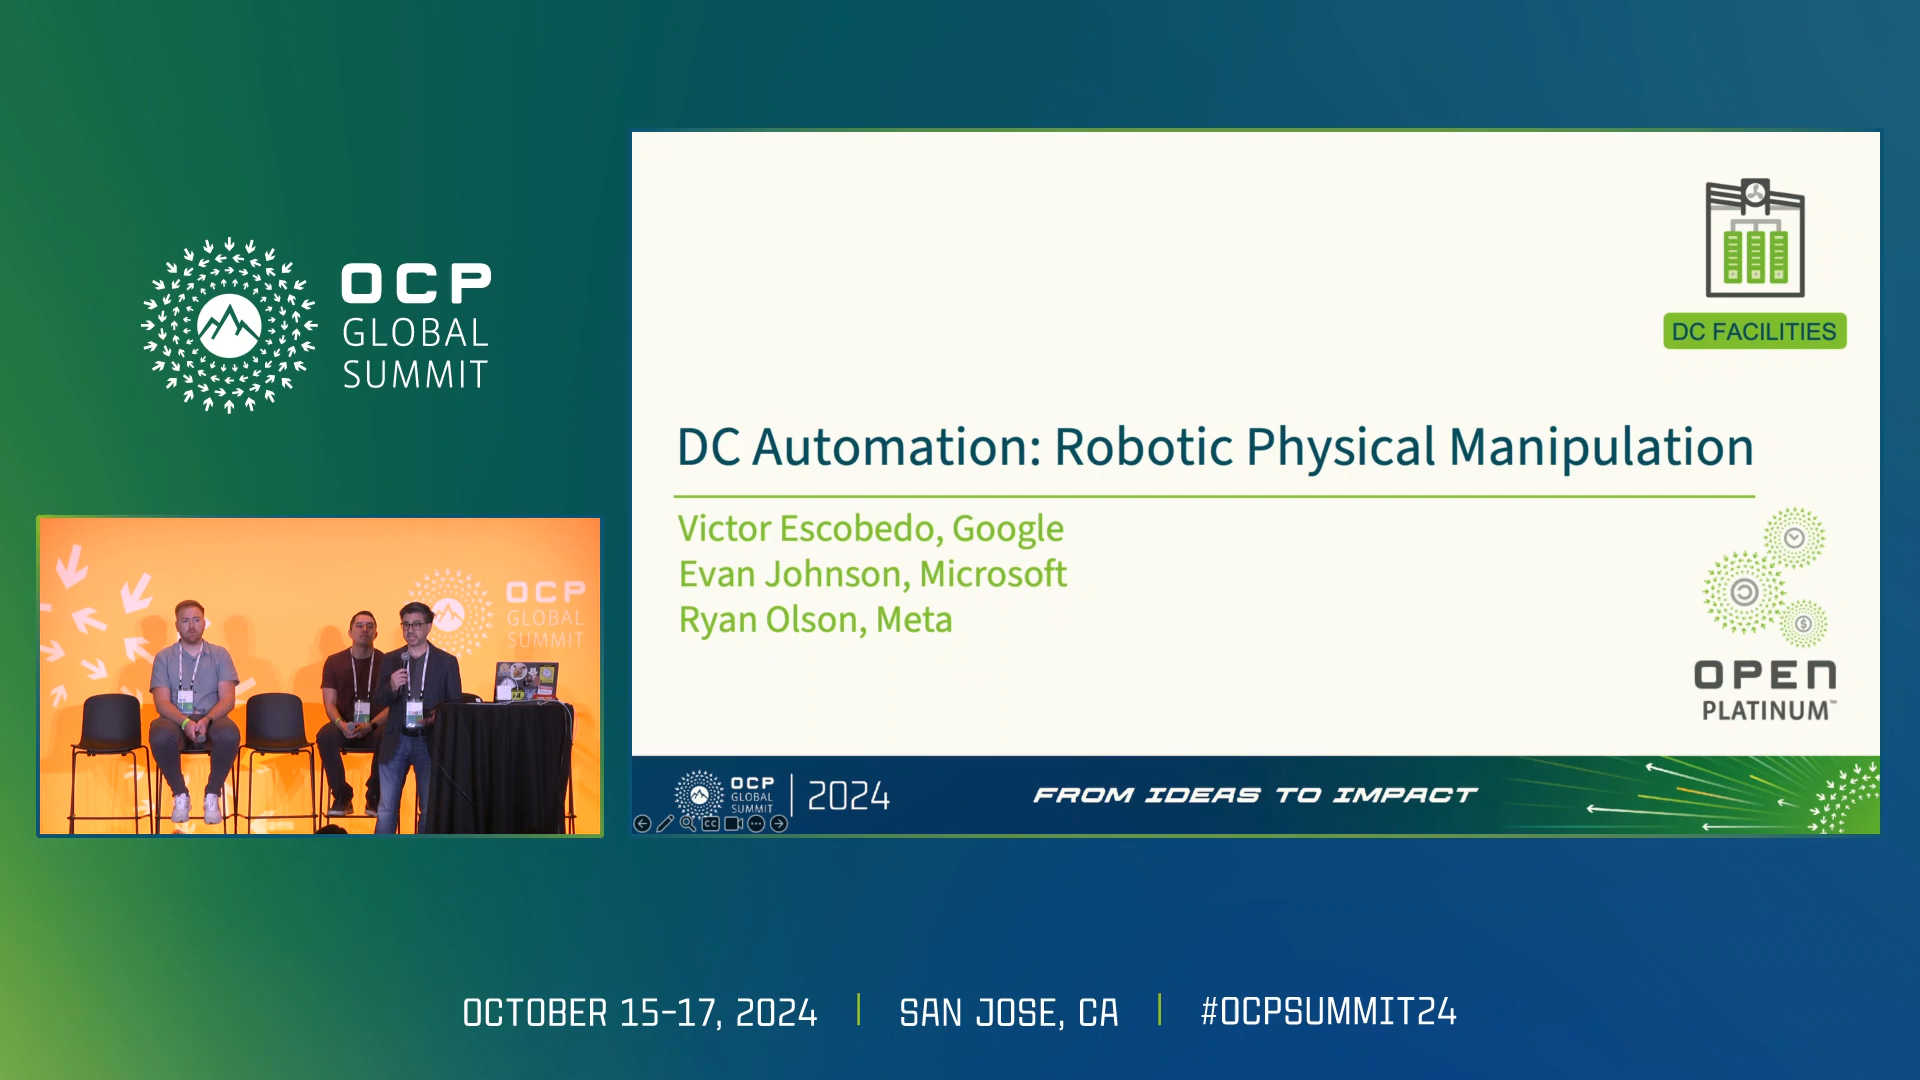 OCP
GLOBAL
SUMMIT
OCP
GLOBAL
SUMMIT
DC FACILITIES
DC Automation: Robotic Physical Manipulation
Victor Escobedo, Google
Evan Johnson, Microsoft
Ryan Olson, Meta
OPEN
PLATINUM™
OCP
GLOBAL
SUMMIT
2024
FROM IDEAS TO IMPACT
CC
OCTOBER 15-17, 2024
SAN JOSE, CA
#OCPSUMMIT24